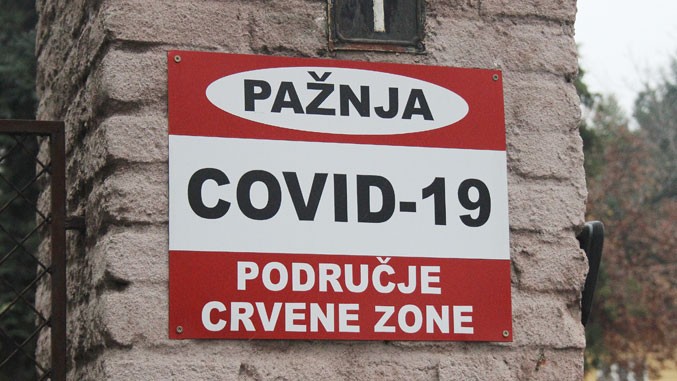 PAŽNJA
COVID-19
PODRUČJE
CRVENE ZONE